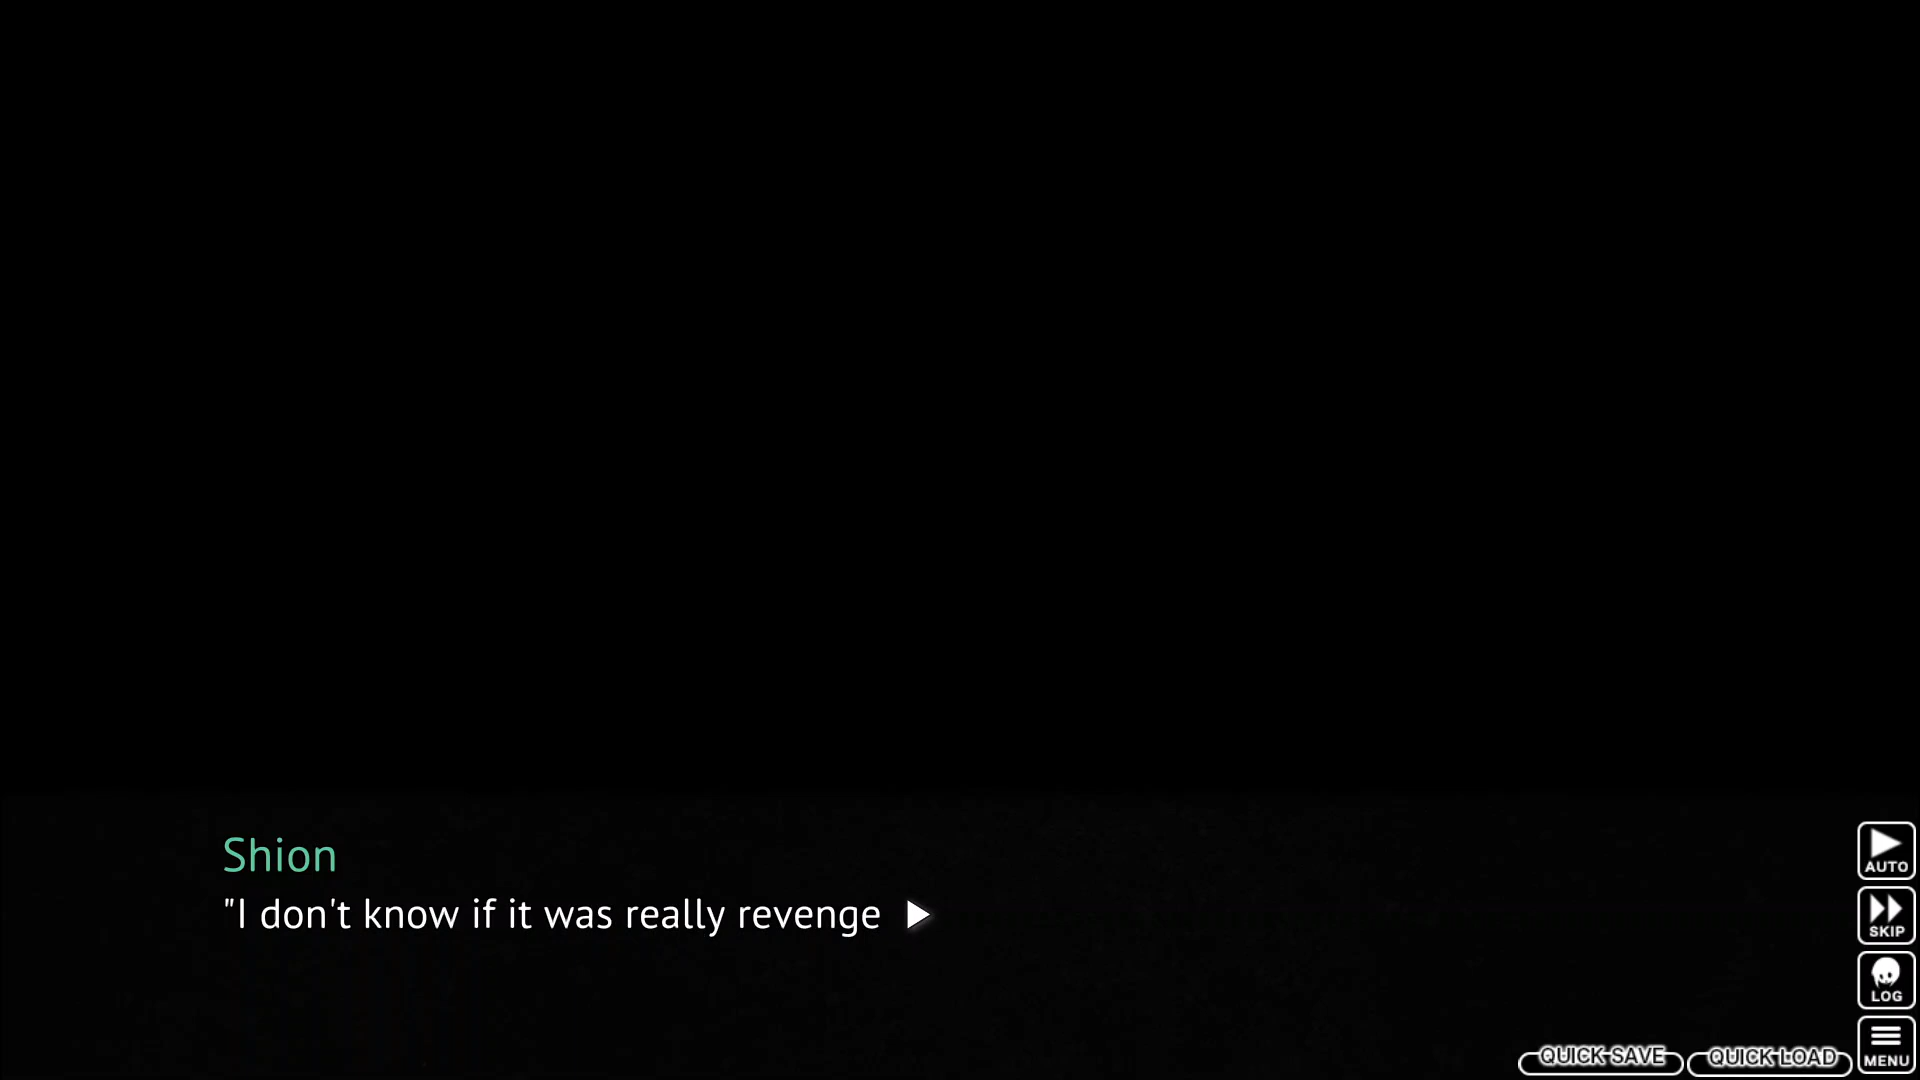 Shion
"I don't know if it was really revenge
AUTO
SKIP
LOG
QUICK SAVE
QUICK LOAD
MENU